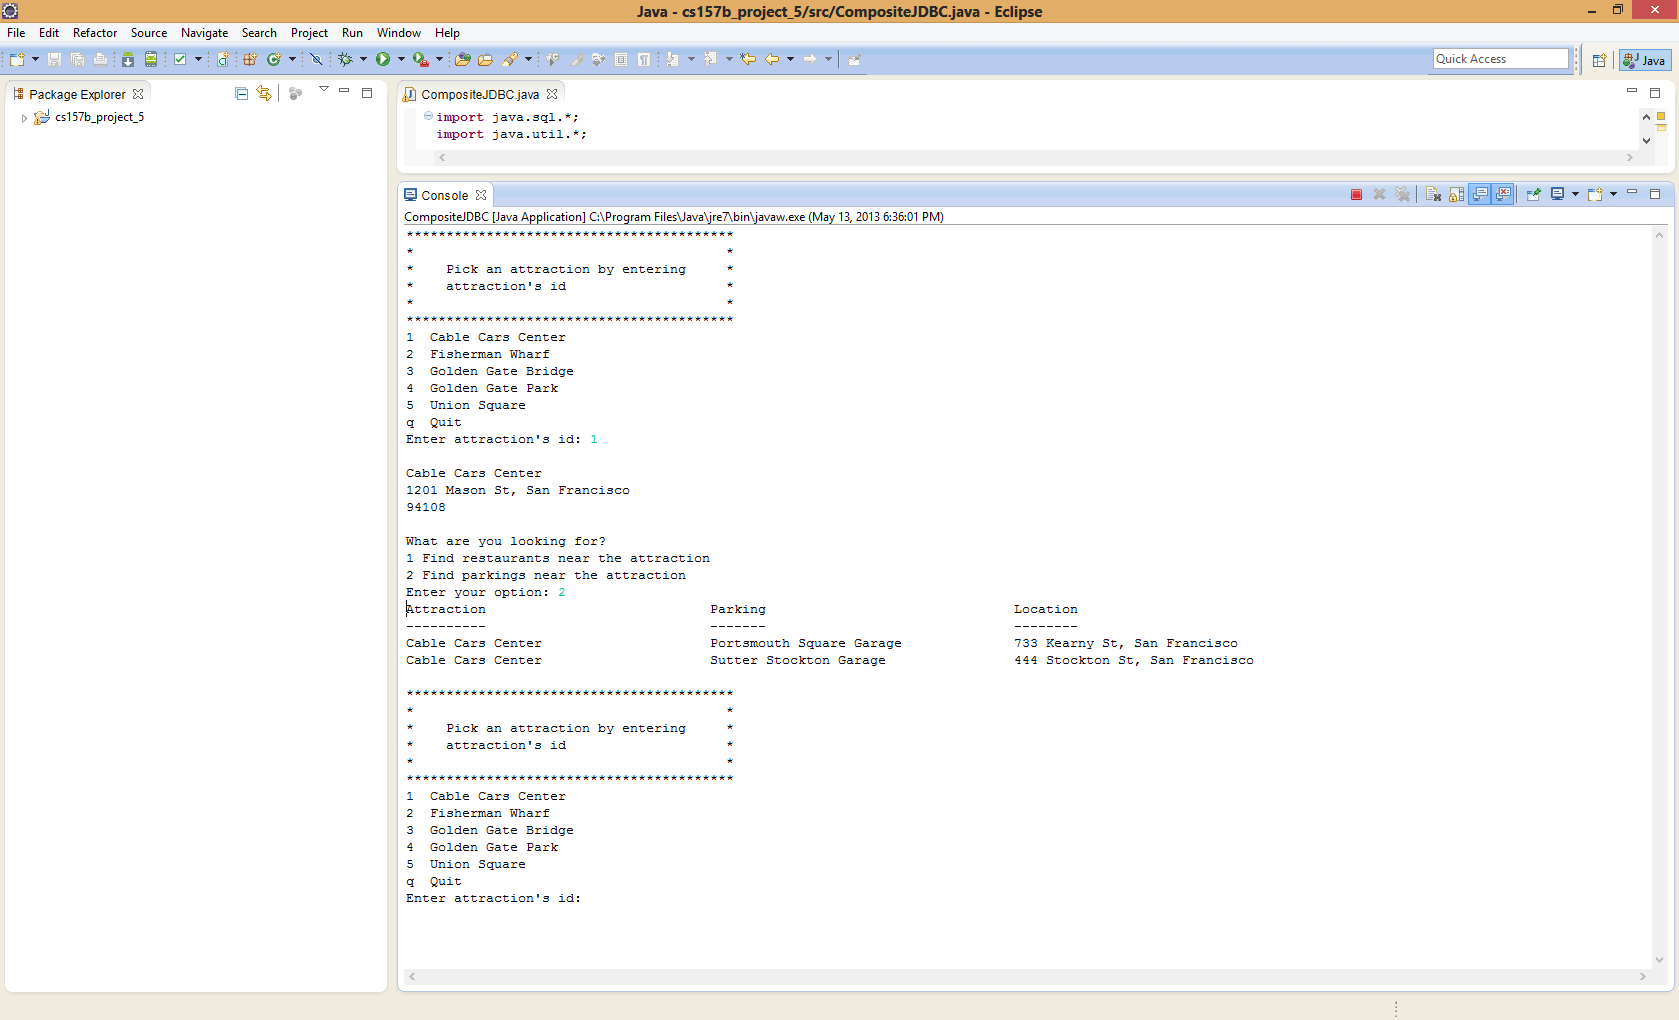 Java - cs157b_project_5/src/CompositeJDBC.java - Eclipse
File Edit Refactor Source Navigate Search Project Run Window Help
Quick Access
Java
Package Explorer
cs157b_project_5
CompositeJDBC.java
import java.sql.*;
import java.util.*;
Console
CompositeJDBC [Java Application] C:\Program Files\Java\jre7\bin\javaw.exe (May 13, 2013 6:36:01 PM)
*****************************************
* *
* Pick an attraction by entering *
* attraction's id *
* *
*****************************************
1 Cable Cars Center
2 Fisherman Wharf
3 Golden Gate Bridge
4 Golden Gate Park
5 Union Square
q Quit
Enter attraction's id: 1
Cable Cars Center
1201 Mason St, San Francisco
94108
What are you looking for?
1 Find restaurants near the attraction
2 Find parkings near the attraction
Enter your option: 2
Attraction Parking Location
---------- ------- --------
Cable Cars Center Portsmouth Square Garage 733 Kearny St, San Francisco
Cable Cars Center Sutter Stockton Garage 444 Stockton St, San Francisco
*****************************************
* *
* Pick an attraction by entering *
* attraction's id *
* *
*****************************************
1 Cable Cars Center
2 Fisherman Wharf
3 Golden Gate Bridge
4 Golden Gate Park
5 Union Square
q Quit
Enter attraction's id: